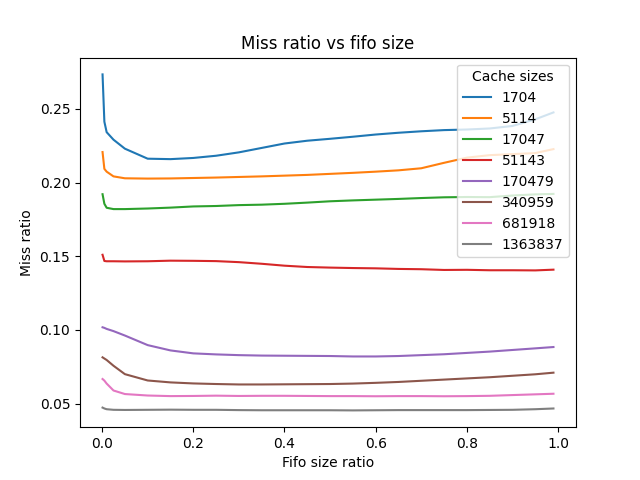 Miss ratio vs fifo size
Cache sizes
1704
5114
17047
51143
170479
340959
681918
1363837
Miss ratio
0.25
0.20
0.15
0.10
0.05
0.0 0.2 0.4 0.6 0.8 1.0
Fifo size ratio